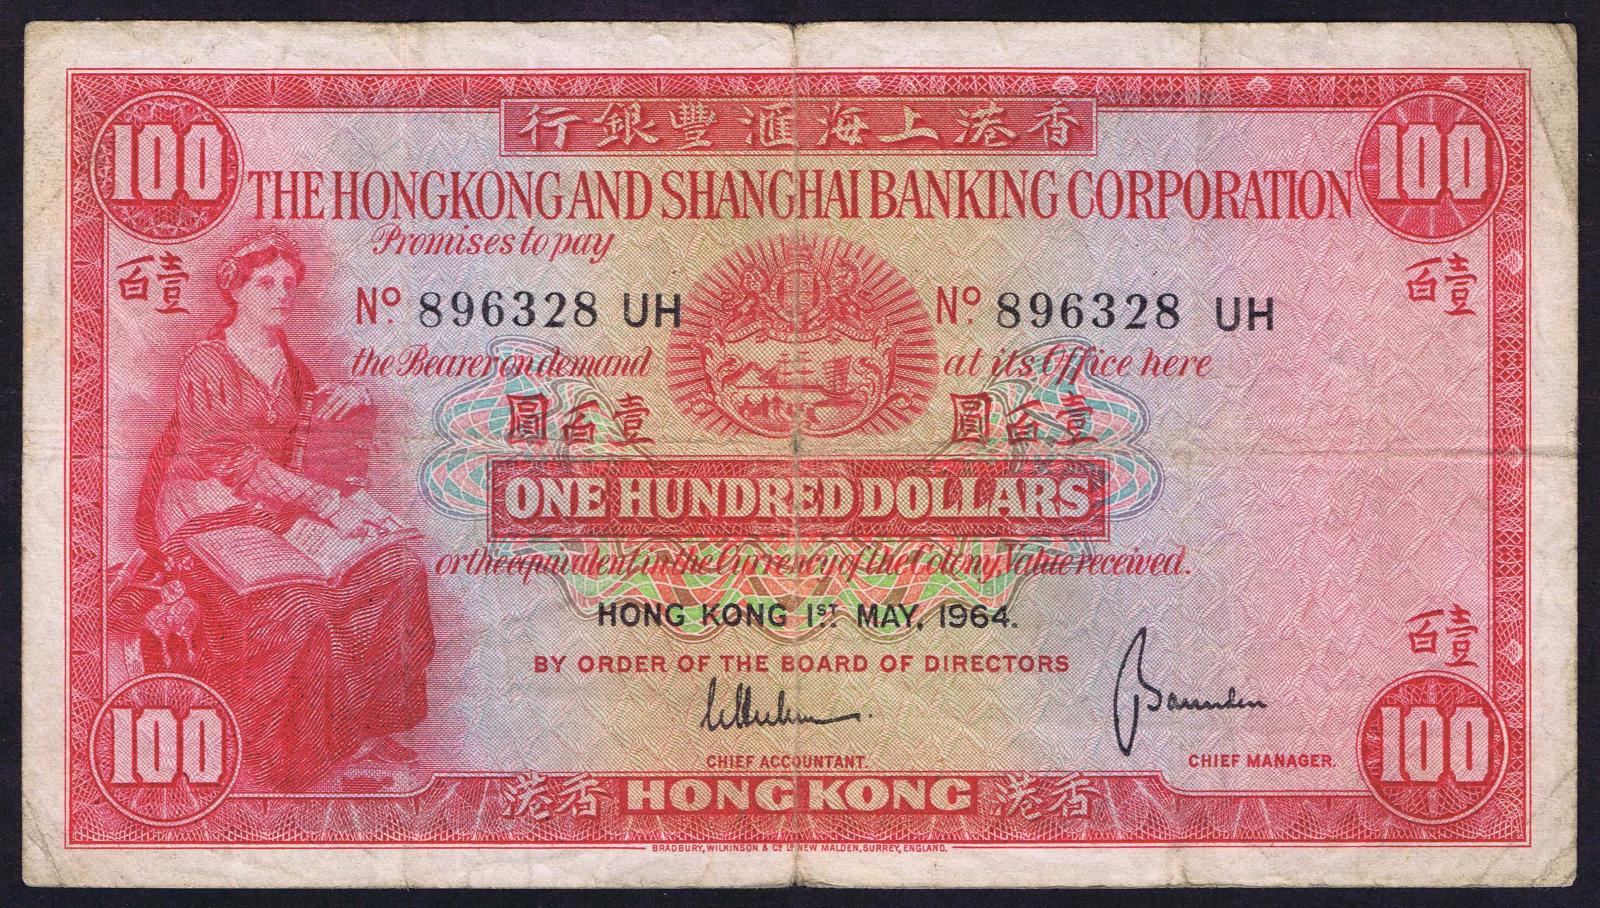 行銀豐滙海上港香
100 100
THE HONGKONG AND SHANGHAI BANKING CORPORATION
Promises to pay
百壹 百壹
Nº 896328 UH Nº 896328 UH
the Bearer on demand at its Office here
圓百壹 圓百壹
ONE HUNDRED DOLLARS
or the equivalent in the Currency of the Colony, Value received.
HONG KONG 1ST MAY, 1964.
百壹
BY ORDER OF THE BOARD OF DIRECTORS
CHIEF ACCOUNTANT. CHIEF MANAGER.
100 100
港香 HONG KONG 港香
BRADBURY, WILKINSON & Cº Lº NEW MALDEN, SURREY, ENGLAND.